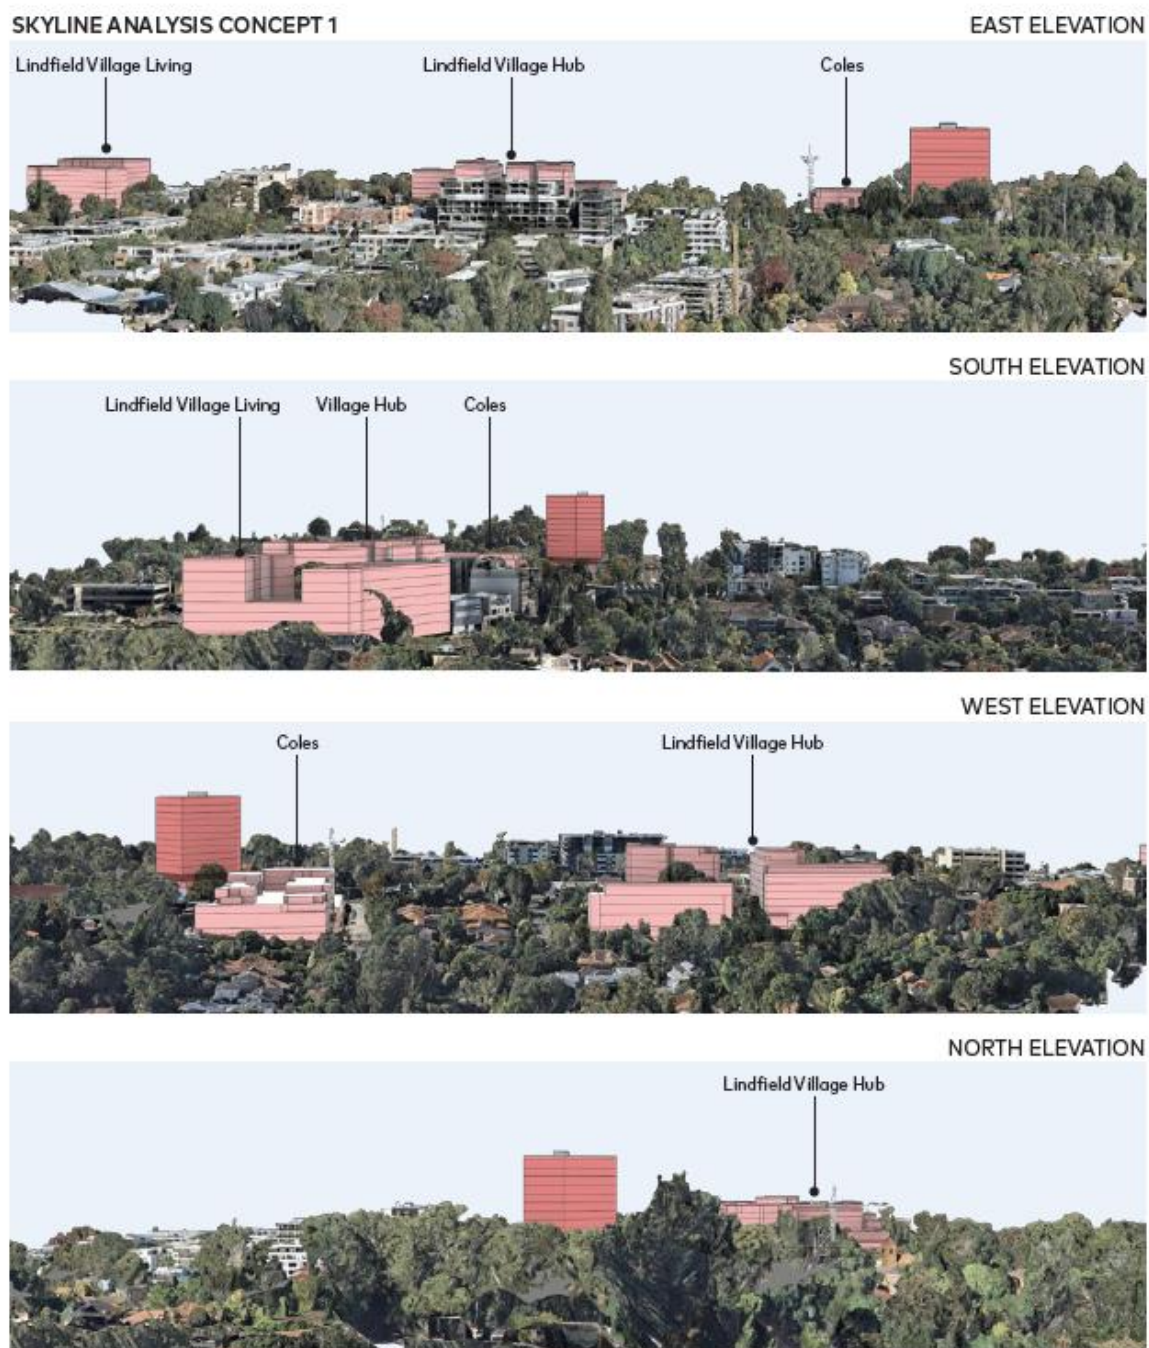 SKYLINE ANALYSIS CONCEPT 1
EAST ELEVATION
Lindfield Village Living
Lindfield Village Hub
Coles
SOUTH ELEVATION
Lindfield Village Living
Village Hub
Coles
WEST ELEVATION
Coles
Lindfield Village Hub
NORTH ELEVATION
Lindfield Village Hub